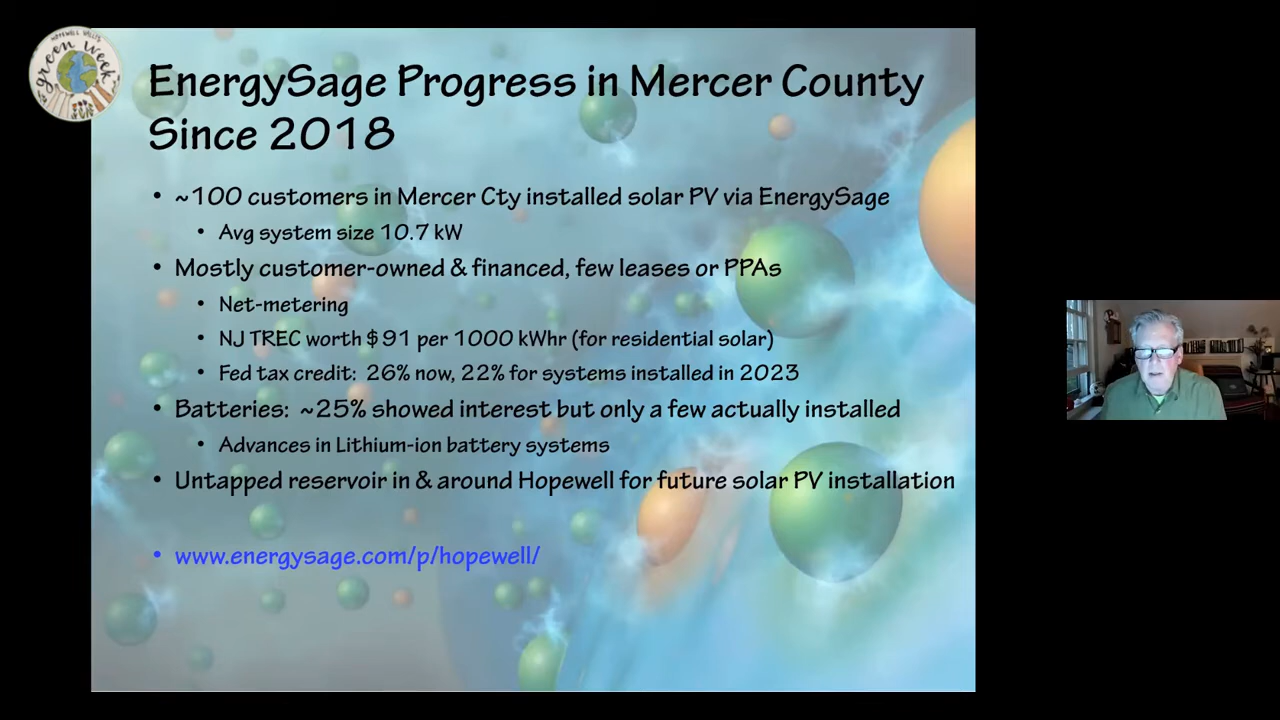 HOPEWELL VALLEY
green week
EnergySage Progress in Mercer County
Since 2018
• ~100 customers in Mercer Cty installed solar PV via EnergySage
• Avg system size 10.7 kW
• Mostly customer-owned & financed, few leases or PPAs
• Net-metering
• NJ TREC worth $91 per 1000 kWhr (for residential solar)
• Fed tax credit: 26% now, 22% for systems installed in 2023
• Batteries: ~25% showed interest but only a few actually installed
• Advances in Lithium-ion battery systems
• Untapped reservoir in & around Hopewell for future solar PV installation
• www.energysage.com/p/hopewell/